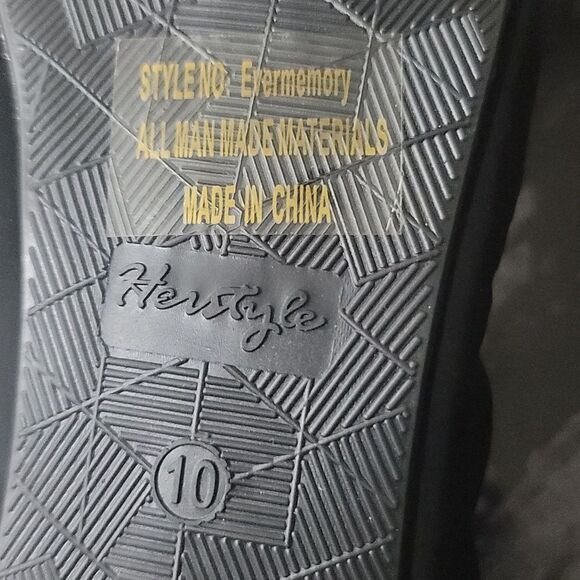 STYLE NO: Evermemory
ALL MAN MADE MATERIALS
MADE IN CHINA
Herstyle
10